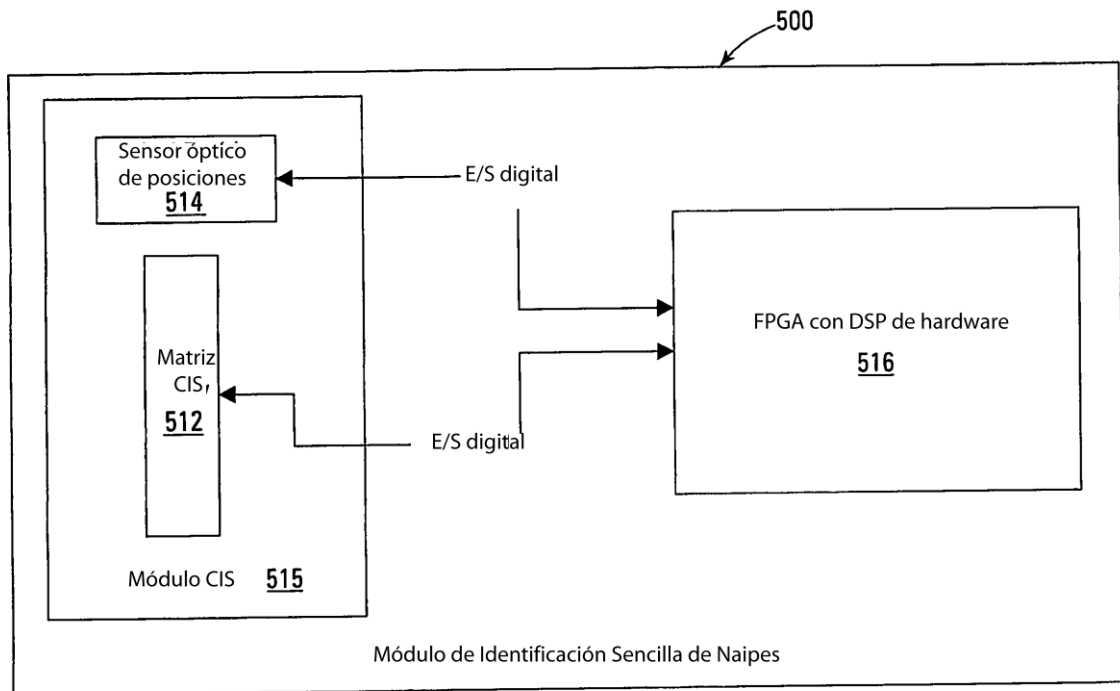 500
Sensor óptico
de posiciones
514
E/S digital
Matriz
CIS,
512
E/S digital
FPGA con DSP de hardware
516
Módulo CIS 515
Módulo de Identificación Sencilla de Naipes